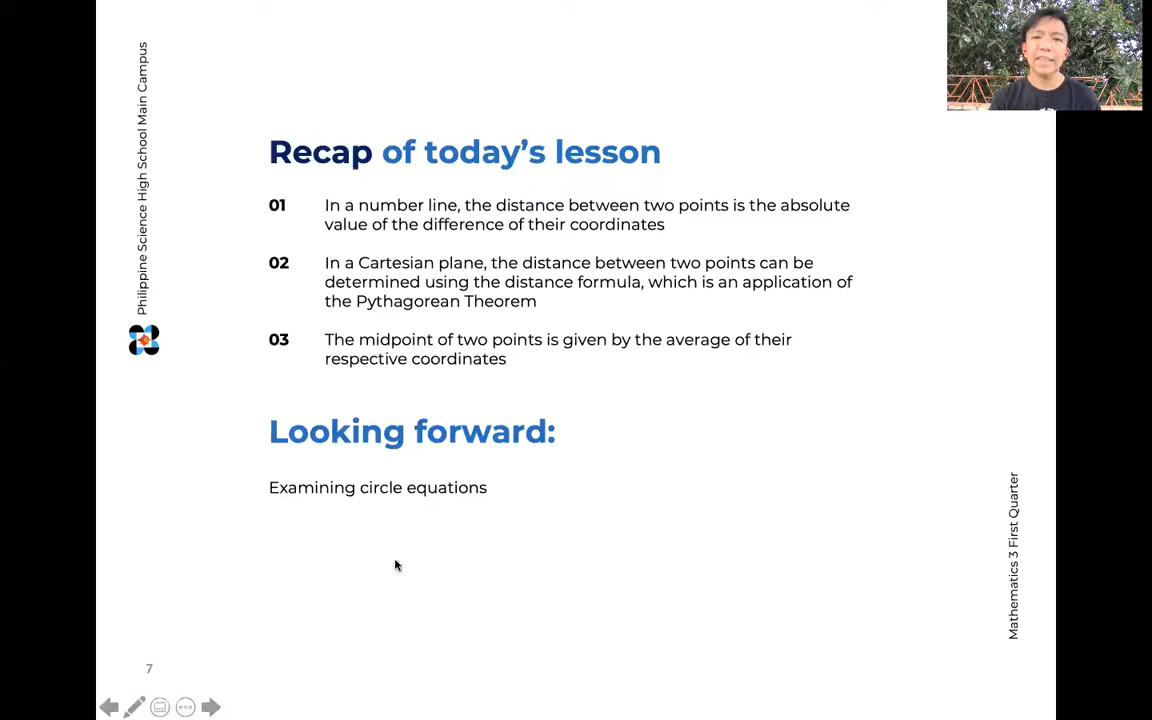 Philippine Science High School Main Campus
Recap of today’s lesson
01 In a number line, the distance between two points is the absolute
value of the difference of their coordinates
02 In a Cartesian plane, the distance between two points can be
determined using the distance formula, which is an application of
the Pythagorean Theorem
03 The midpoint of two points is given by the average of their
respective coordinates
Looking forward:
Examining circle equations
Mathematics 3 First Quarter
7